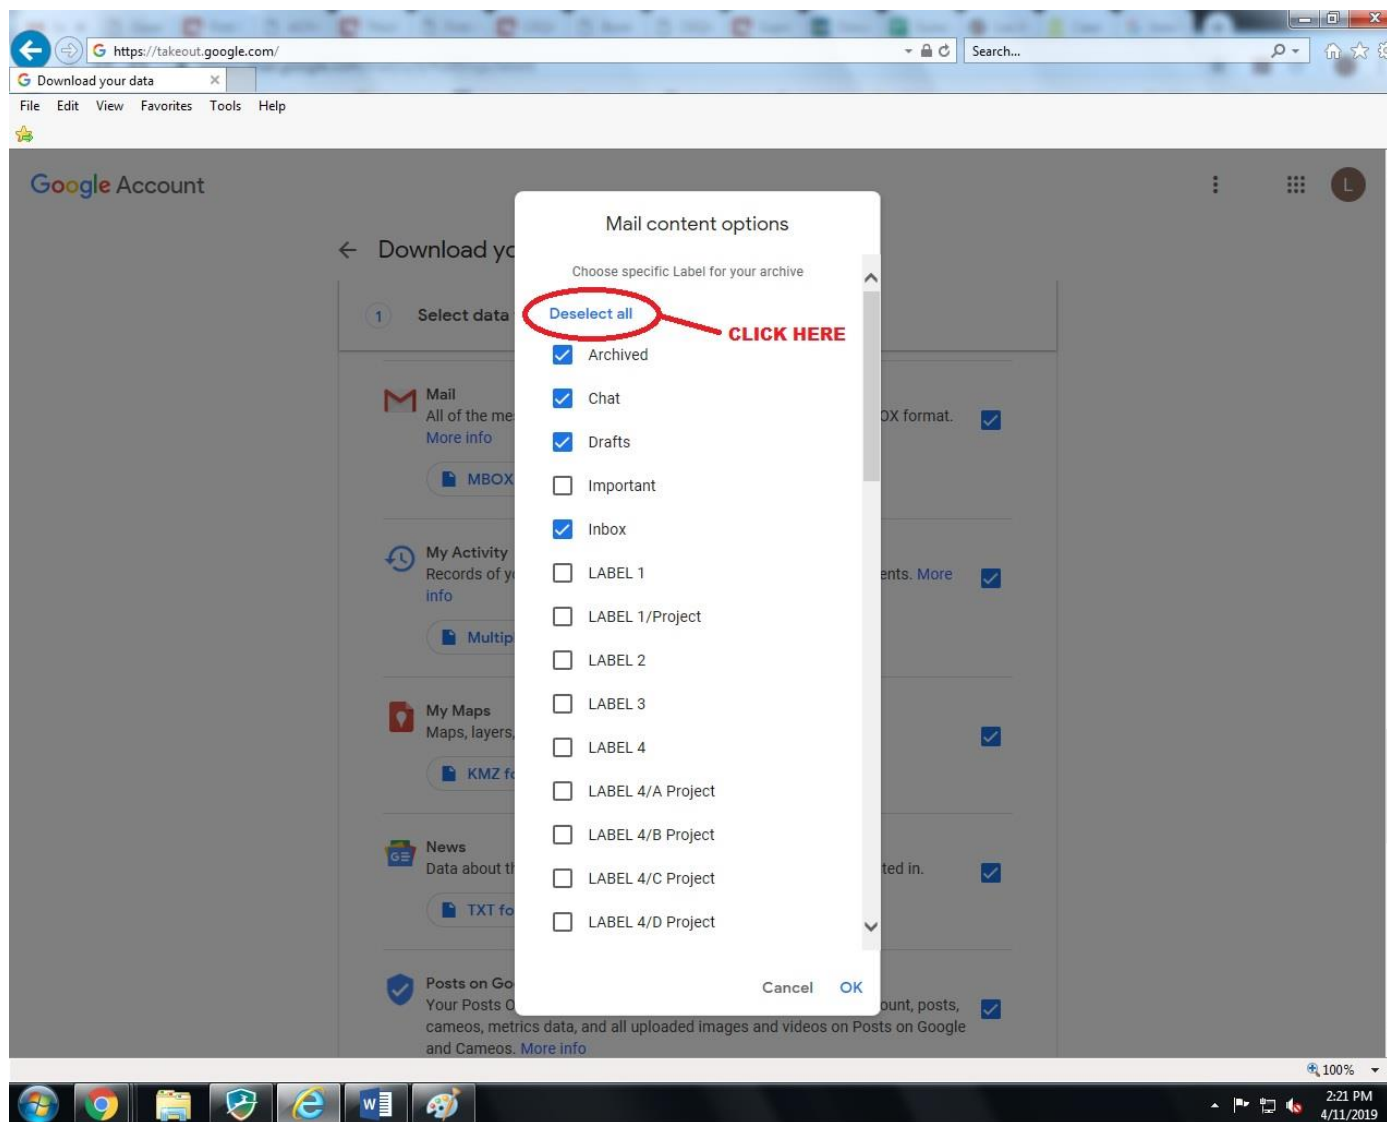 https://takeout.google.com/
Search...
Download your data
File Edit View Favorites Tools Help
Google Account
L
Mail content options
Download yo
Choose specific Label for your archive
1 Select data
Deselect all
CLICK HERE
Archived
Mail
Chat
All of the me
OX format.
More info
Drafts
MBOX
Important
Inbox
My Activity
Records of yo
LABEL 1
ents. More
info
LABEL 1/Project
Multip
LABEL 2
My Maps
LABEL 3
Maps, layers,
LABEL 4
KMZ fo
LABEL 4/A Project
LABEL 4/B Project
News
Data about th
ted in.
LABEL 4/C Project
TXT fo
LABEL 4/D Project
Posts on Go
Cancel OK
Your Posts O
ount, posts,
cameos, metrics data, and all uploaded images and videos on Posts on Google
and Cameos. More info
100%
2:21 PM
4/11/2019